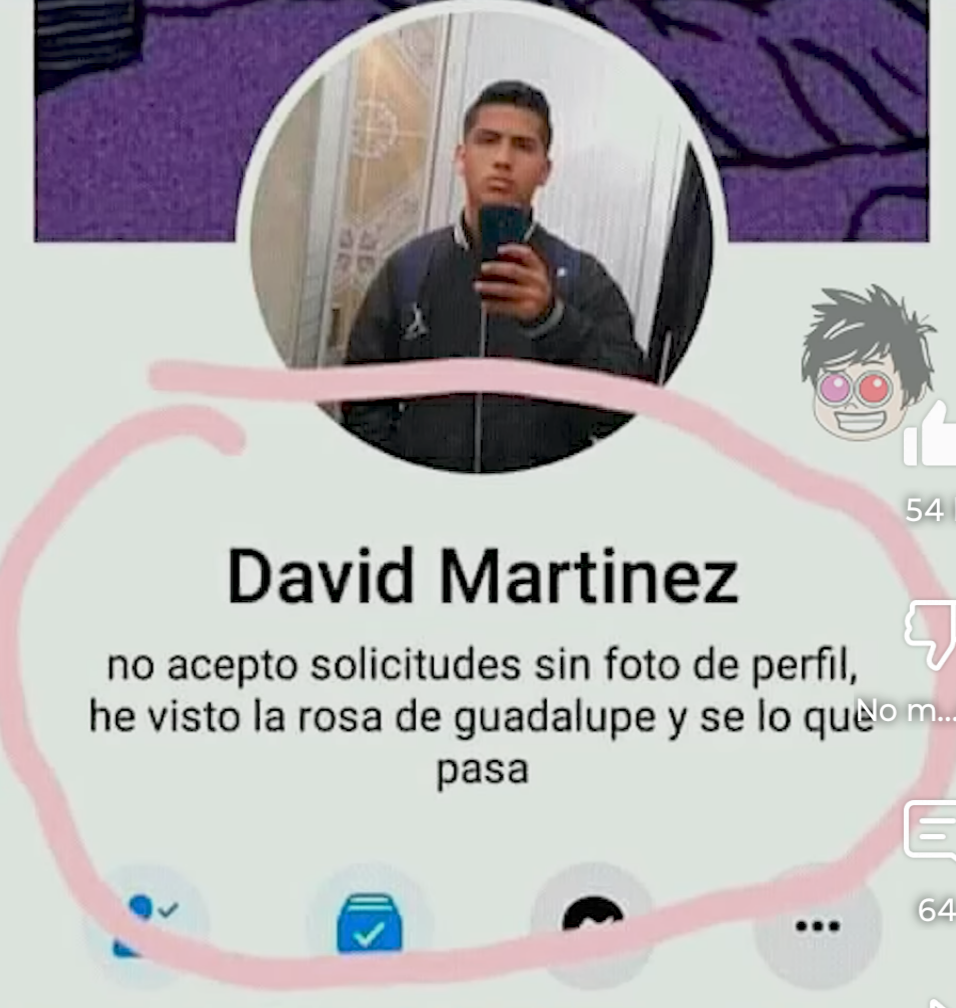 David Martinez
no acepto solicitudes sin foto de perfil,
he visto la rosa de guadalupe y se lo que
pasa
54
No m...
64